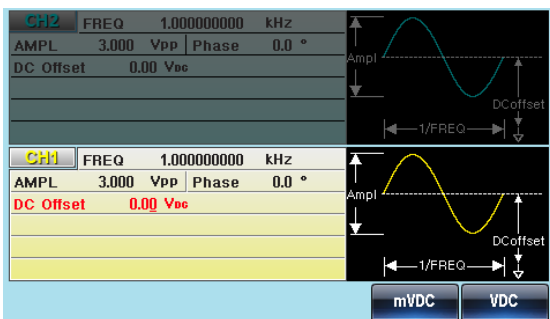 CH2 FREQ 1.000000000 kHz
AMPL 3.000 Vpp Phase 0.0 °
DC Offset 0.00 VDC
Ampl
DCoffset
1/FREQ
CH1 FREQ 1.000000000 kHz
AMPL 3.000 Vpp Phase 0.0 °
DC Offset 0.00 VDC
Ampl
DCoffset
1/FREQ
mVDC VDC